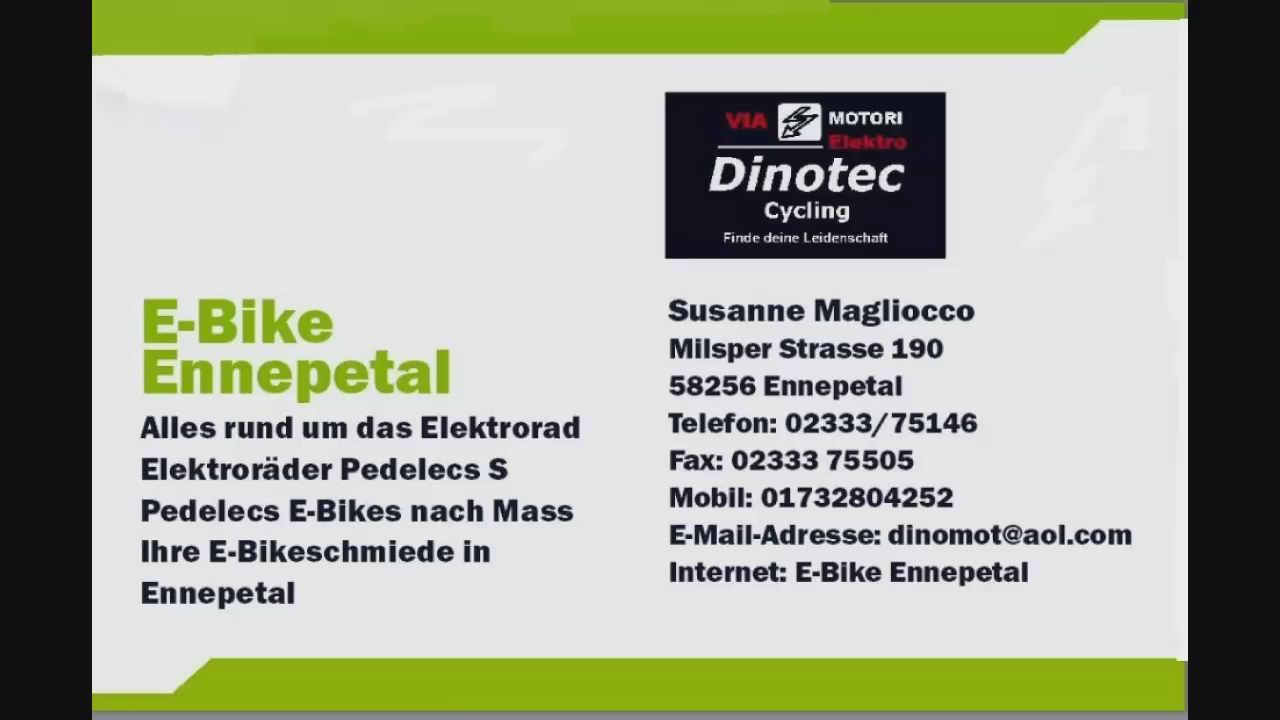 VIA MOTORI
Elektro
Dinotec
Cycling
Finde deine Leidenschaft
E-Bike
Ennepetal
Alles rund um das Elektrorad
Elektroräder Pedelecs S
Pedelecs E-Bikes nach Mass
Ihre E-Bikeschmiede in
Ennepetal
Susanne Magliocco
Milsper Strasse 190
58256 Ennepetal
Telefon: 02333/75146
Fax: 02333 75505
Mobil: 01732804252
E-Mail-Adresse: dinomot@aol.com
Internet: E-Bike Ennepetal